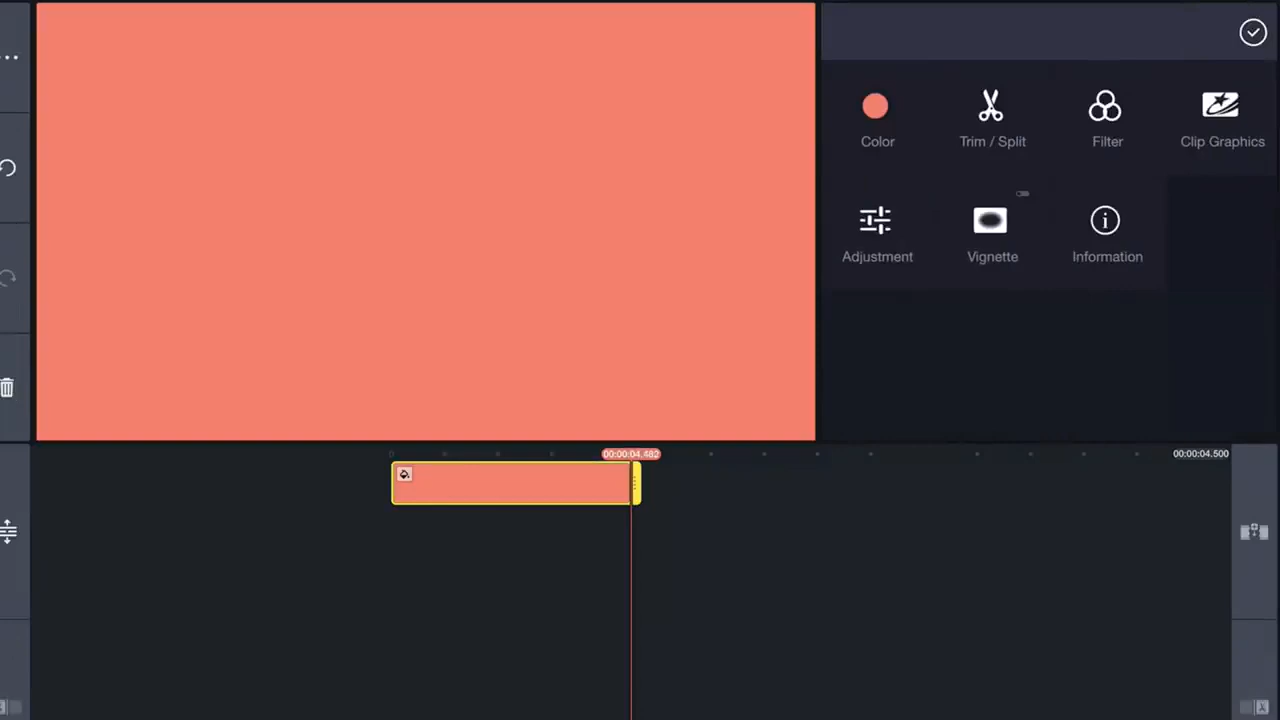 Color
Trim / Split
Filter
Clip Graphics
Adjustment
Vignette
Information
00:00:04.482
00:00:04.500